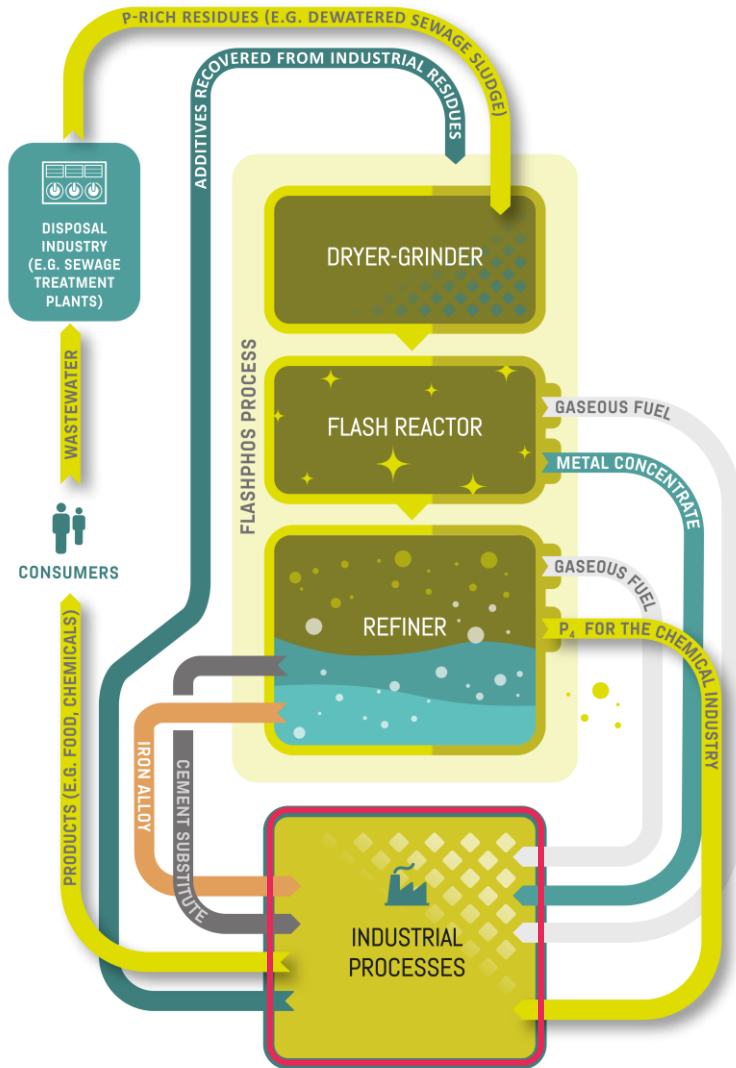 P-RICH RESIDUES (E.G. DEWATERED SEWAGE SLUDGE)
ADDITIVES RECOVERED FROM INDUSTRIAL RESIDUES
DISPOSAL
INDUSTRY
(E.G. SEWAGE
TREATMENT
PLANTS)
WASTEWATER
CONSUMERS
PRODUCTS (E.G. FOOD, CHEMICALS)
FLASHPHOS PROCESS
DRYER-GRINDER
FLASH REACTOR
GASEOUS FUEL
METAL CONCENTRATE
REFINER
GASEOUS FUEL
P₄ FOR THE CHEMICAL INDUSTRY
IRON ALLOY
CEMENT SUBSTITUTE
INDUSTRIAL
PROCESSES